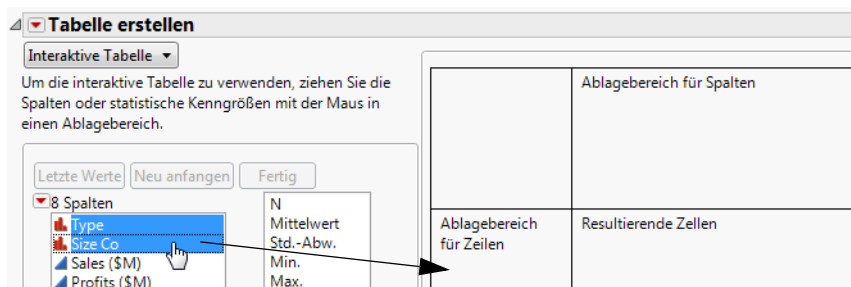 Tabelle erstellen
Interaktive Tabelle
Um die interaktive Tabelle zu verwenden, ziehen Sie die
Spalten oder statistische Kenngrößen mit der Maus in
einen Ablagebereich.
Letzte Werte Neu anfangen Fertig
8 Spalten
Type
Size Co
Sales ($M)
Profits ($M)
N
Mittelwert
Std.-Abw.
Min.
Max.
Ablagebereich für Spalten
Ablagebereich
für Zeilen
Resultierende Zellen